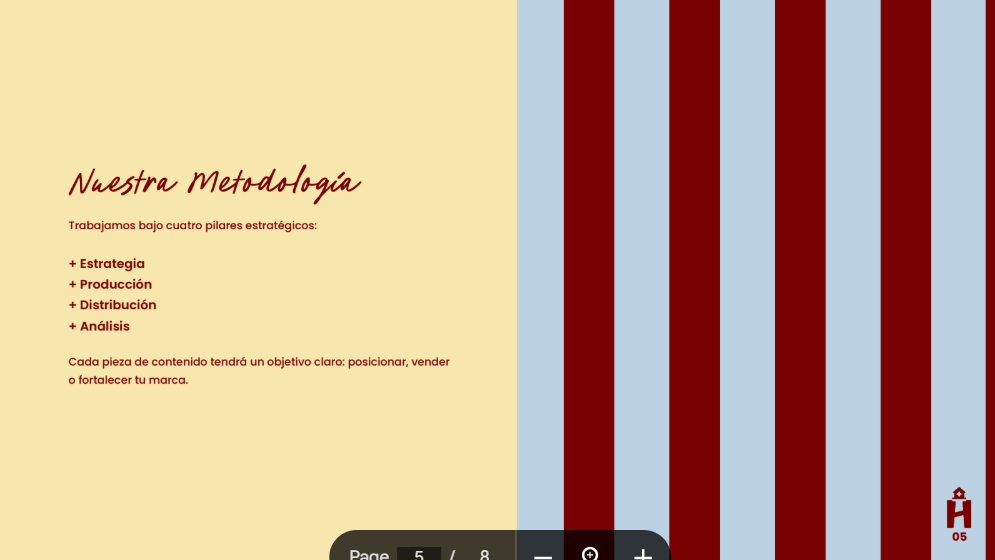 Nuestra Metodología
Trabajamos bajo cuatro pilares estratégicos:
+ Estrategia
+ Producción
+ Distribución
+ Análisis
Cada pieza de contenido tendrá un objetivo claro: posicionar, vender
o fortalecer tu marca.
H
05
Page 5 / 8